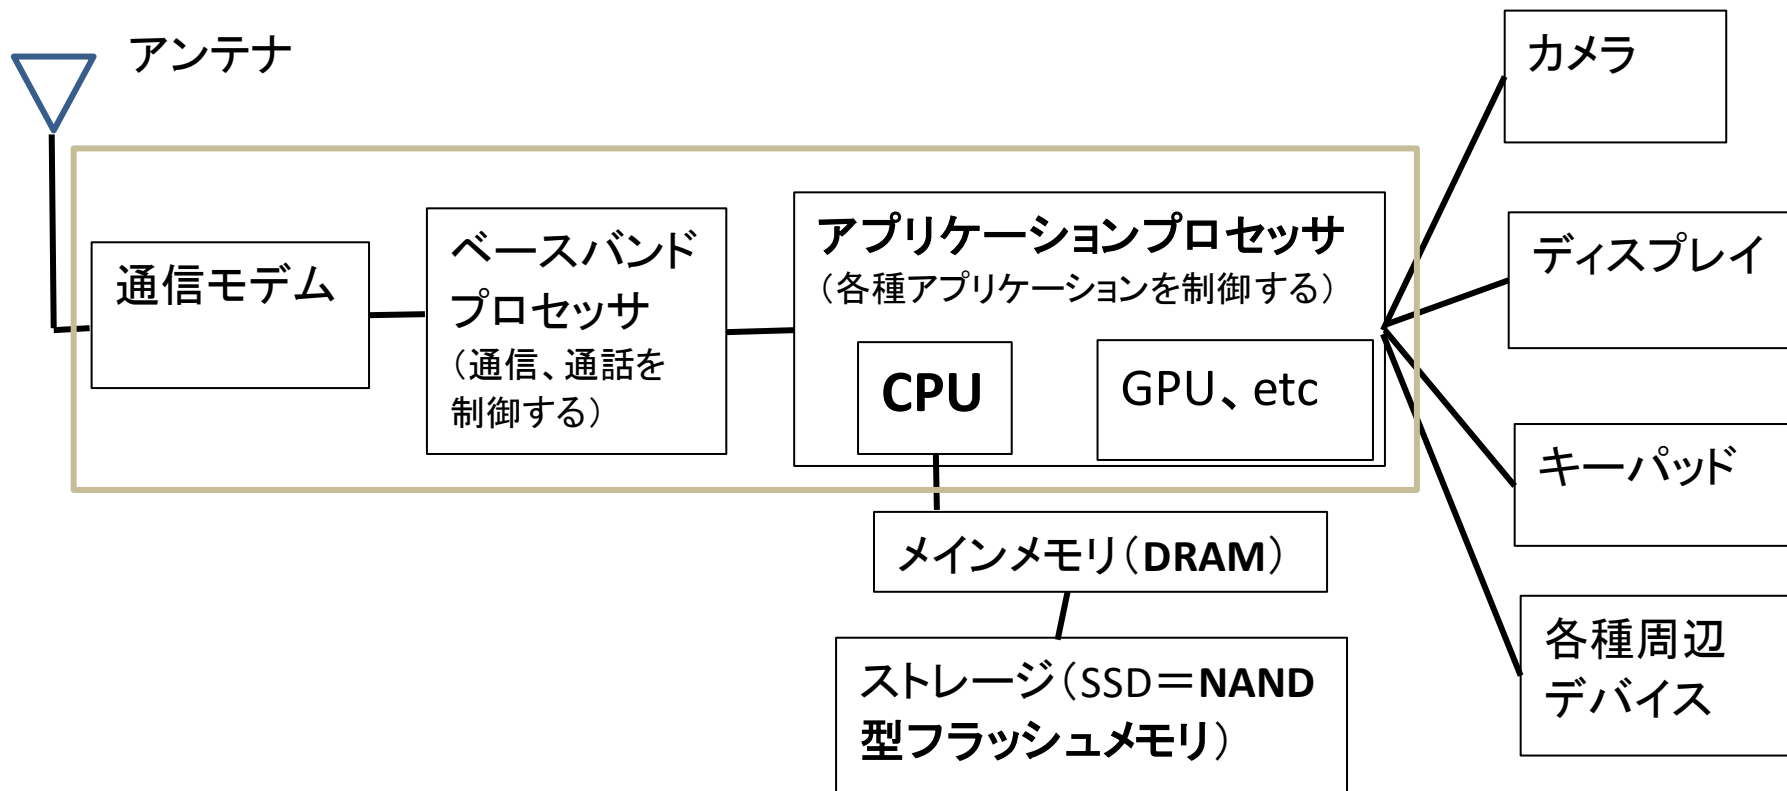 アンテナ
通信モデム
ベースバンド
プロセッサ
（通信、通話を
制御する）
アプリケーションプロセッサ
（各種アプリケーションを制御する）
CPU
GPU、etc
メインメモリ（DRAM）
ストレージ（SSD＝NAND
型フラッシュメモリ）
カメラ
ディスプレイ
キーパッド
各種周辺
デバイス